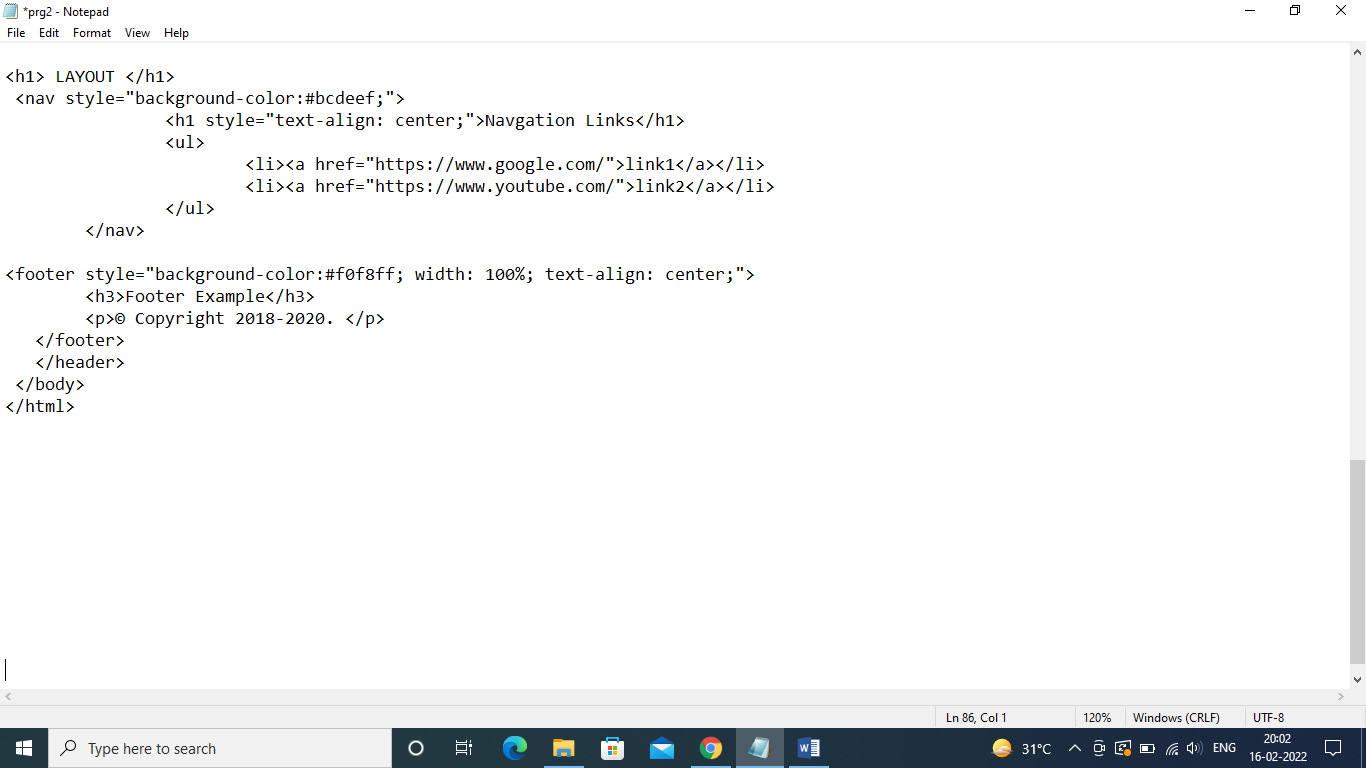 *prg2 - Notepad
File Edit Format View Help
<h1> LAYOUT </h1>
<nav style="background-color:#bcdeef;">
<h1 style="text-align: center;">Navgation Links</h1>
<ul>
<li><a href="https://www.google.com/">link1</a></li>
<li><a href="https://www.youtube.com/">link2</a></li>
</ul>
</nav>
<footer style="background-color:#f0f8ff; width: 100%; text-align: center;">
<h3>Footer Example</h3>
<p>© Copyright 2018-2020. </p>
</footer>
</header>
</body>
</html>
Ln 86, Col 1 120% Windows (CRLF) UTF-8
Type here to search 31°C ENG 20:02
16-02-2022